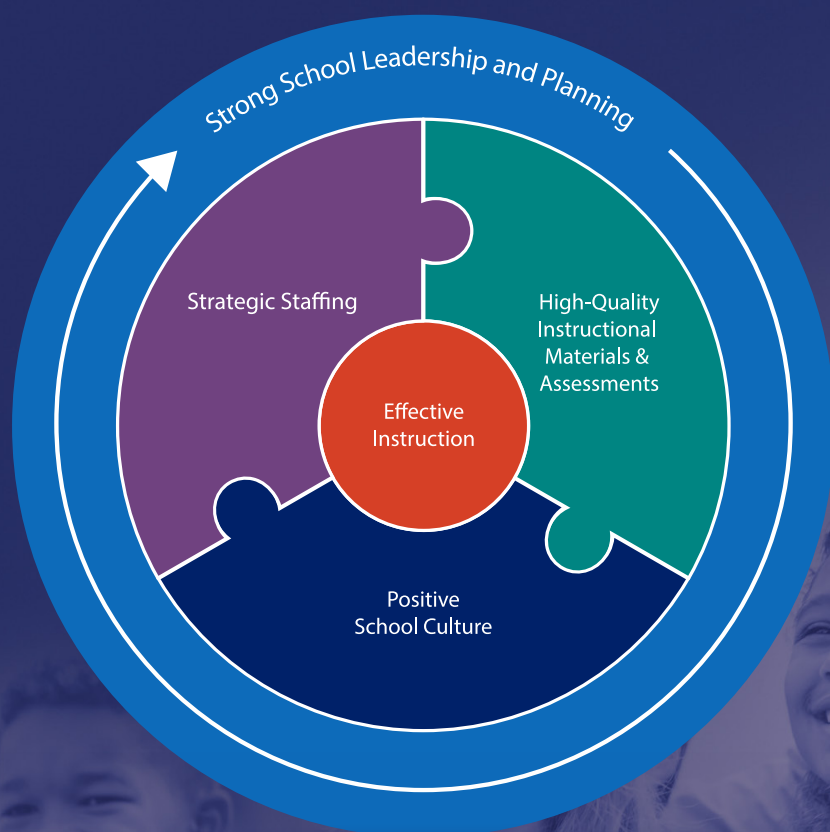 Strong School Leadership and Planning
Strategic Staffing
High-Quality
Instructional
Materials &
Assessments
Effective
Instruction
Positive
School Culture